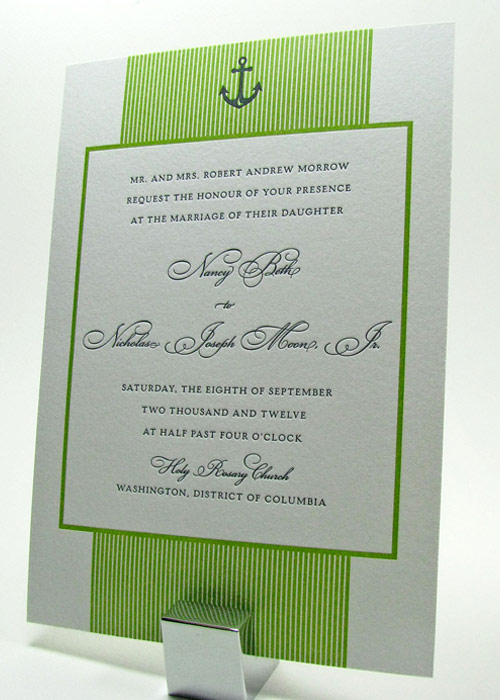 MR. AND MRS. ROBERT ANDREW MORROW
REQUEST THE HONOUR OF YOUR PRESENCE
AT THE MARRIAGE OF THEIR DAUGHTER
Nancy Beth
to
Nicholas Joseph Moon, Jr.
SATURDAY, THE EIGHTH OF SEPTEMBER
TWO THOUSAND AND TWELVE
AT HALF PAST FOUR O'CLOCK
Holy Rosary Church
WASHINGTON, DISTRICT OF COLUMBIA